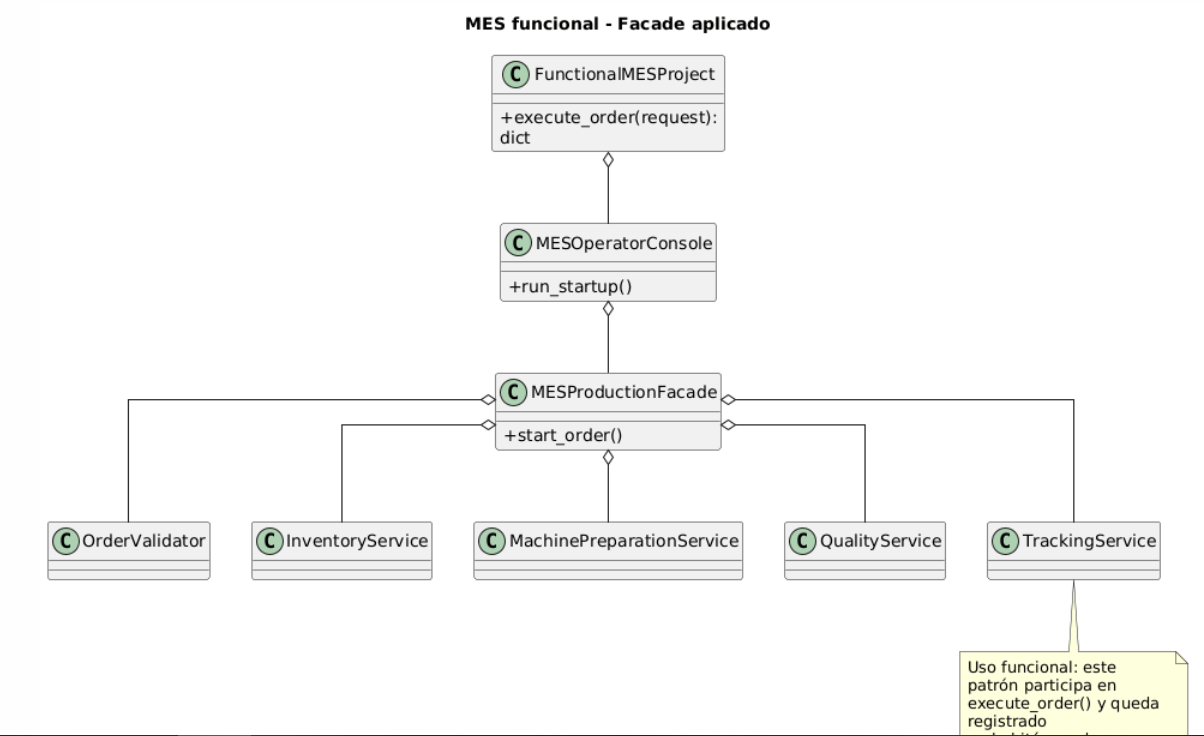 MES funcional - Facade aplicado
C FunctionalMESProject
+execute_order(request):
dict
C MESOperatorConsole
+run_startup()
C MESProductionFacade
+start_order()
C OrderValidator
C InventoryService
C MachinePreparationService
C QualityService
C TrackingService
Uso funcional: este
patrón participa en
execute_order() y queda
registrado